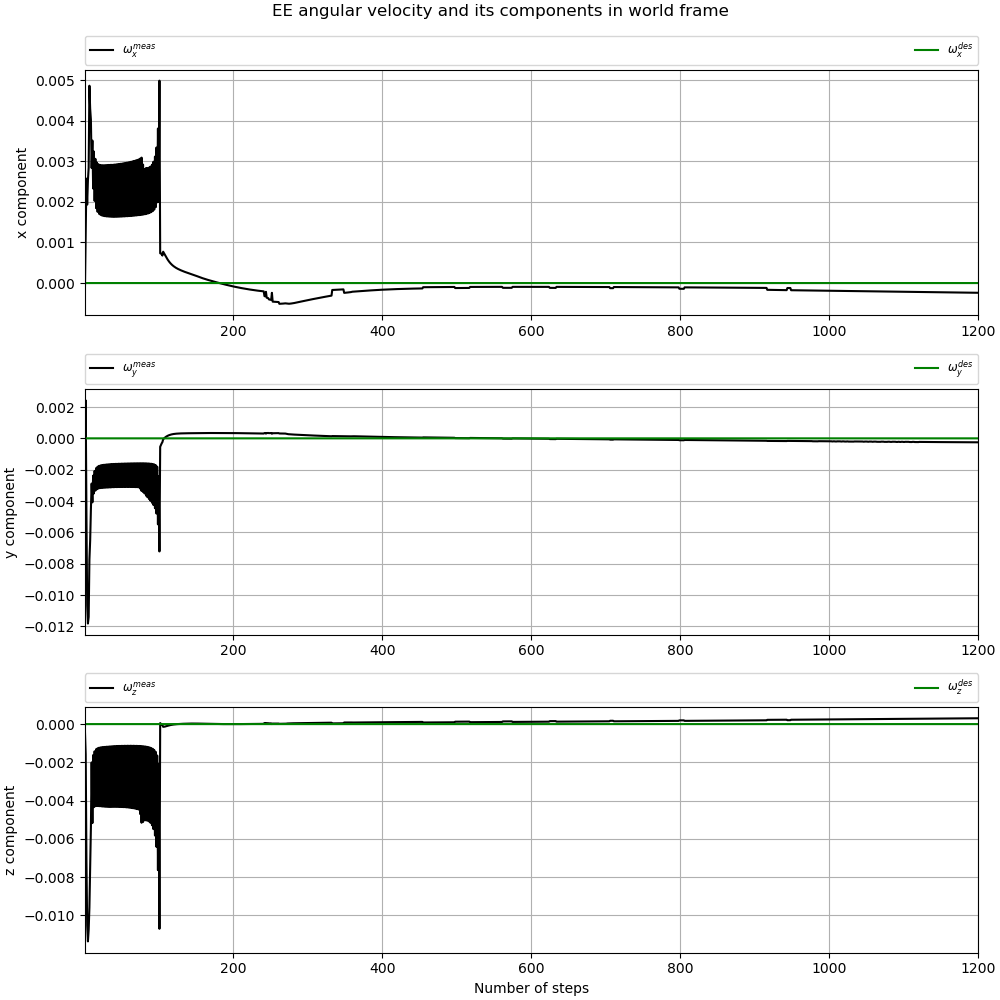 EE angular velocity and its components in world frame
ω_x^meas ω_x^des
0.005
0.004
0.003
0.002
0.001
0.000
x component
200 400 600 800 1000 1200
ω_y^meas ω_y^des
0.002
0.000
−0.002
−0.004
−0.006
−0.008
−0.010
−0.012
y component
200 400 600 800 1000 1200
ω_z^meas ω_z^des
0.000
−0.002
−0.004
−0.006
−0.008
−0.010
z component
200 400 600 800 1000 1200
Number of steps